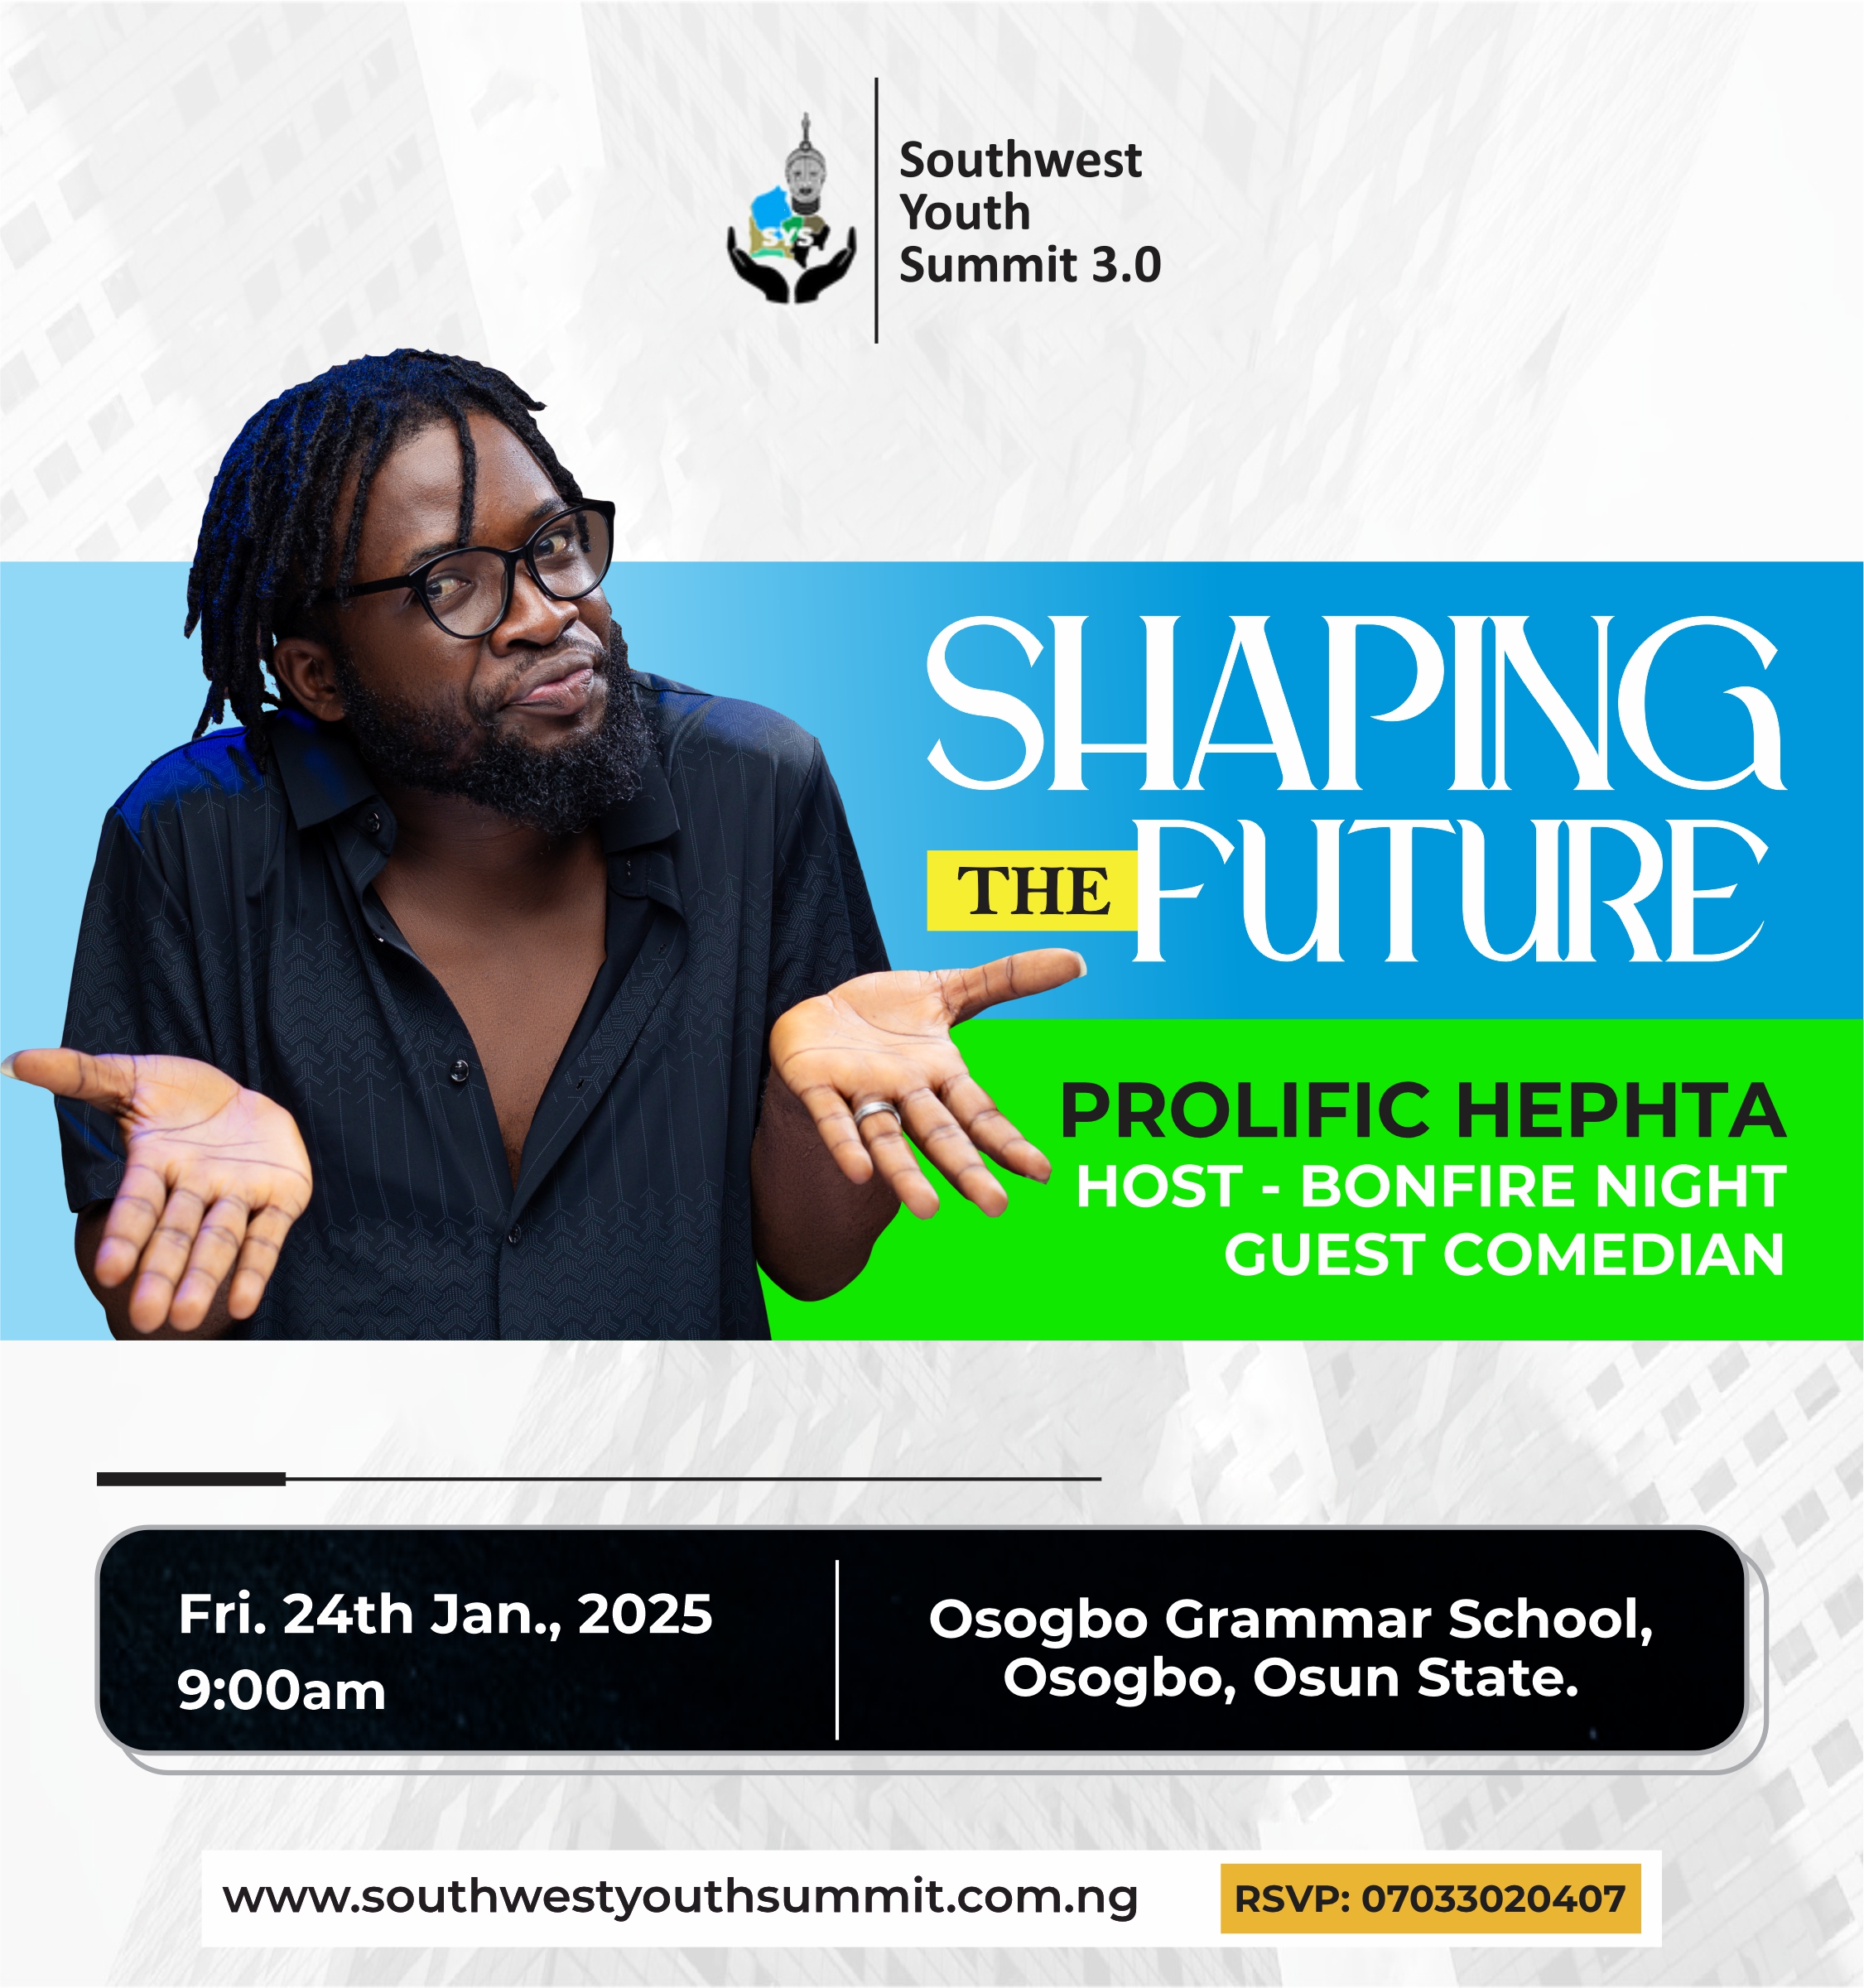 SYS
Southwest
Youth
Summit 3.0
SHAPING
THE FUTURE
PROLIFIC HEPHTA
HOST - BONFIRE NIGHT
GUEST COMEDIAN
Fri. 24th Jan., 2025
9:00am
Osogbo Grammar School,
Osogbo, Osun State.
www.southwestyouthsummit.com.ng
RSVP: 07033020407